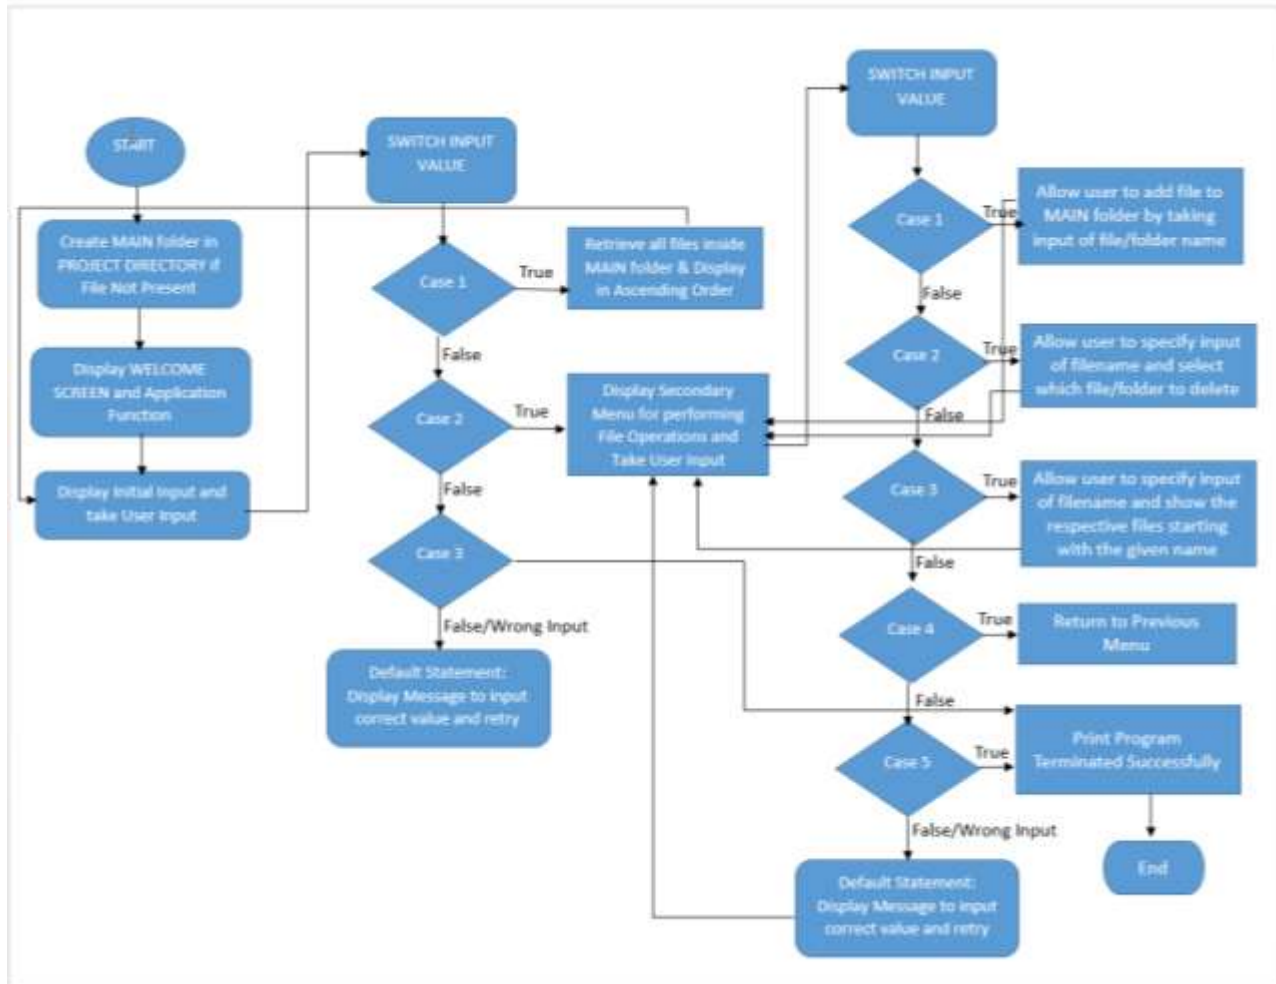 START
Create MAIN folder in
PROJECT DIRECTORY if
File Not Present
Display WELCOME
SCREEN and Application
Function
Display Initial Input and
take User Input
SWITCH INPUT
VALUE
Case 1
True
Retrieve all files inside
MAIN folder & Display
in Ascending Order
False
Case 2
True
Display Secondary
Menu for performing
File Operations and
Take User Input
False
Case 3
False/Wrong Input
Default Statement:
Display Message to input
correct value and retry
SWITCH INPUT
VALUE
Case 1
True
Allow user to add file to
MAIN folder by taking
input of file/folder name
False
Case 2
True
Allow user to specify input
of filename and select
which file/folder to delete
False
Case 3
True
Allow user to specify input
of filename and show the
respective files starting
with the given name
False
Case 4
True
Return to Previous
Menu
False
Case 5
True
Print Program
Terminated Successfully
False/Wrong Input
Default Statement:
Display Message to input
correct value and retry
End